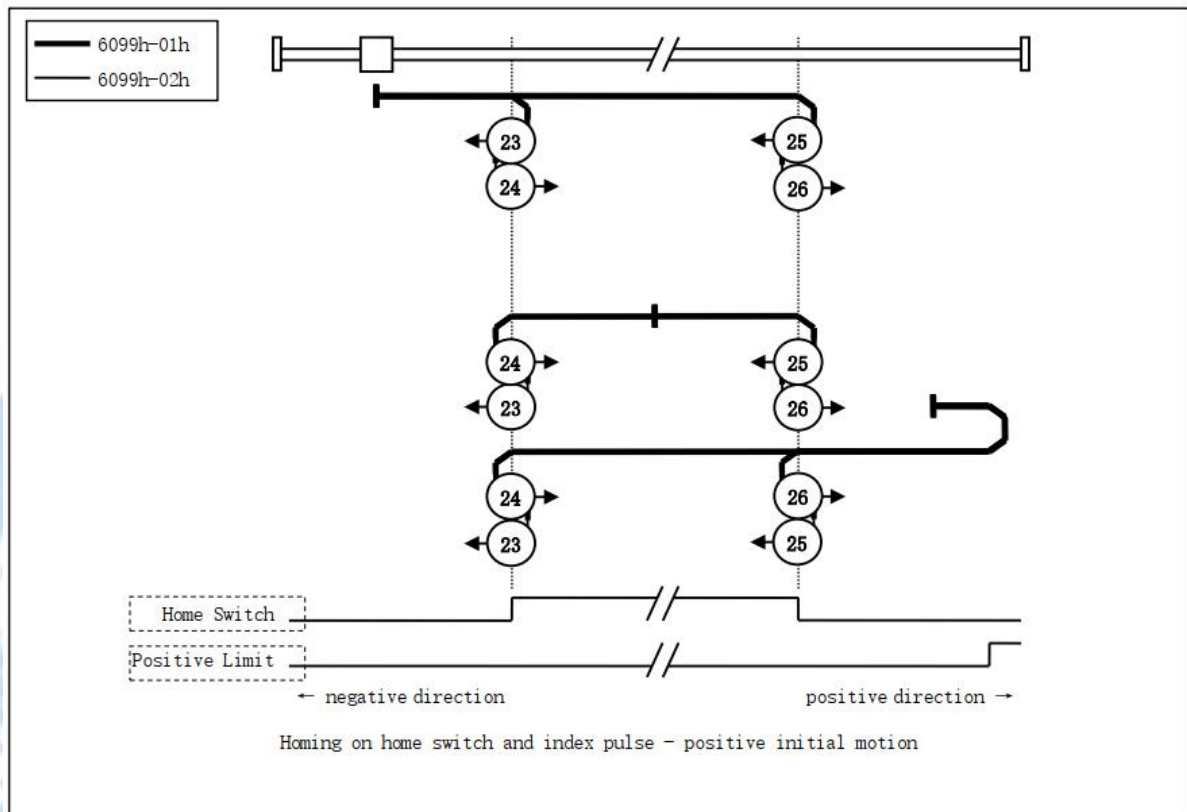 6099h-01h
6099h-02h
23
25
24
26
24
25
23
26
24
26
23
25
Home Switch
Positive Limit
← negative direction
positive direction →
Homing on home switch and index pulse - positive initial motion